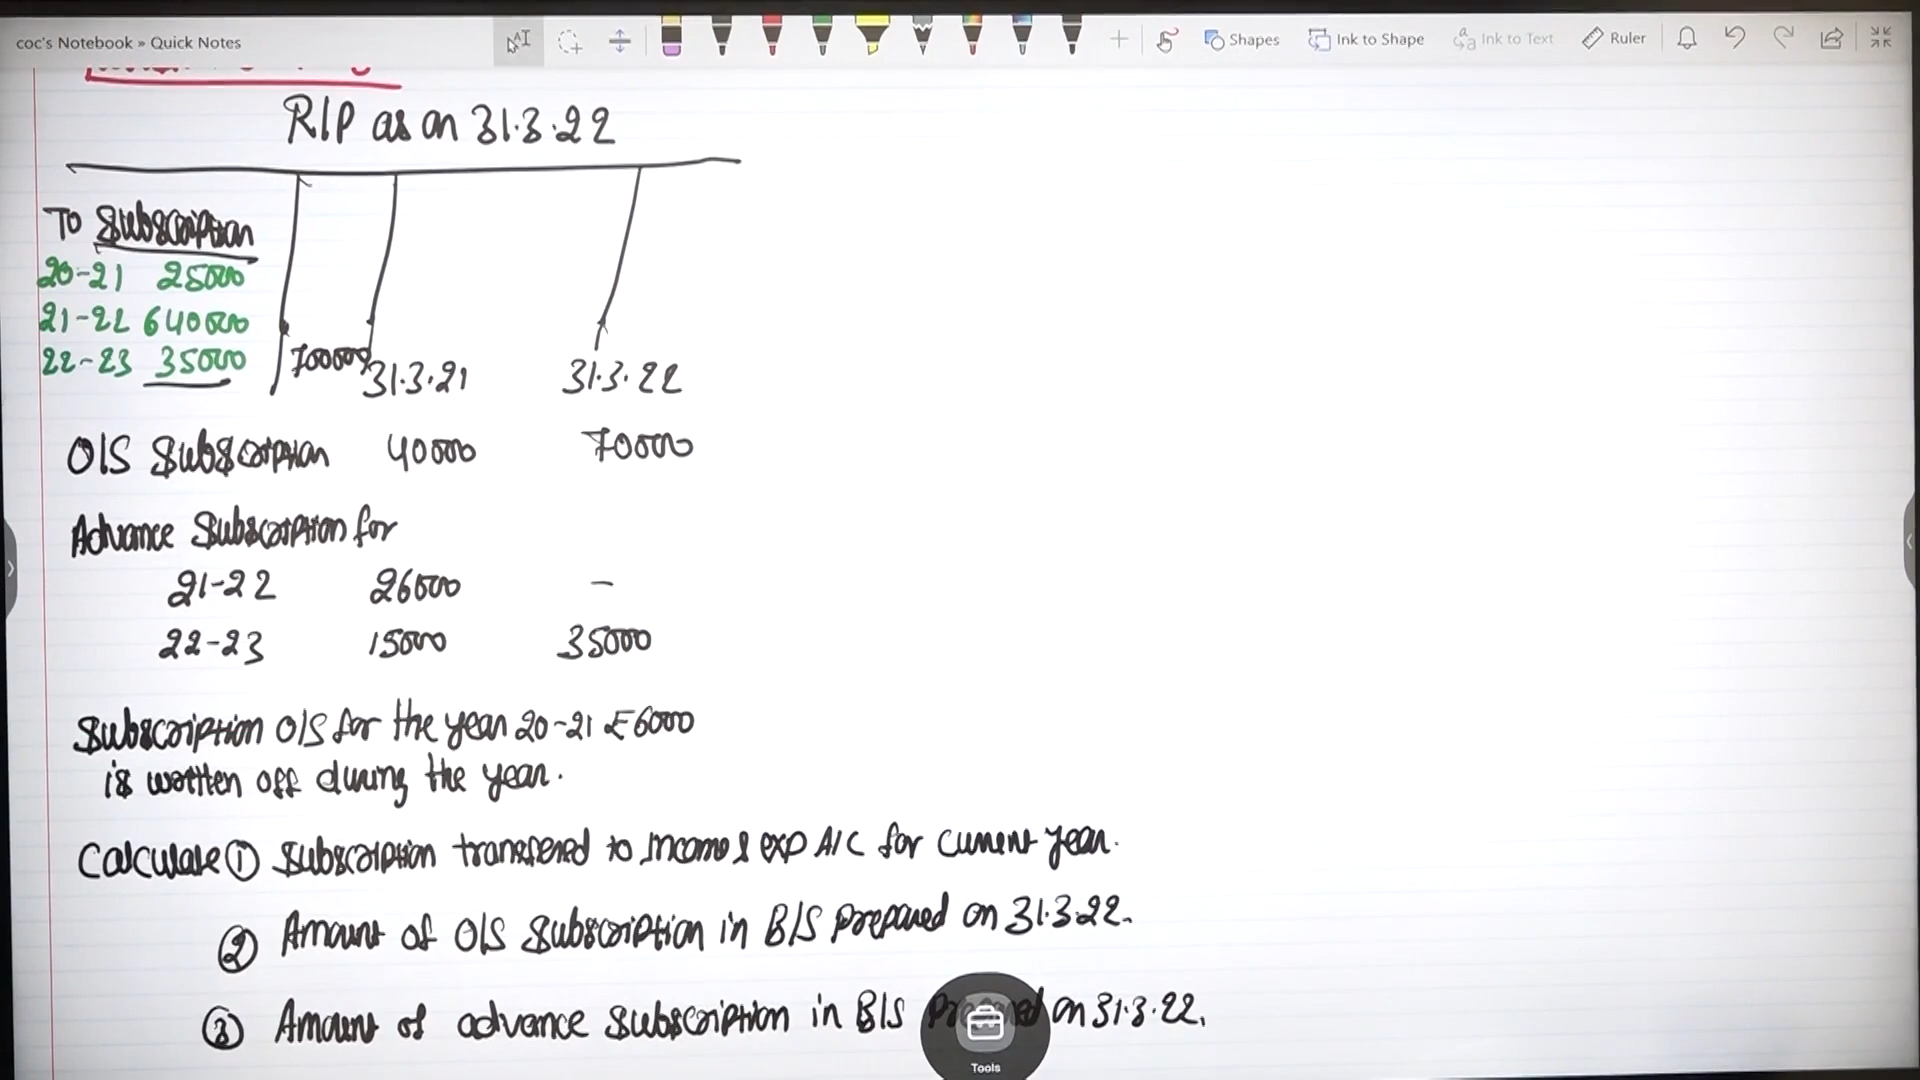 coc's Notebook » Quick Notes
Shapes
Ink to Shape
Ink to Text
Ruler
R/P as on 31.3.22
To Subscription
20-21 25000
21-22 640000
22-23 35000
700000
31.3.21 31.3.22
O/S Subscription 40000 70000
Advance Subscription for
21-22 26000 -
22-23 15000 35000
Subscription O/S for the year 20-21 ₹6000
is written off during the year.
Calculate ① Subscription transfered to Income & exp A/C for current year.
② Amount of O/S Subscription in B/S prepared on 31.3.22.
③ Amount of advance Subscription in B/S on 31.3.22.
Tools